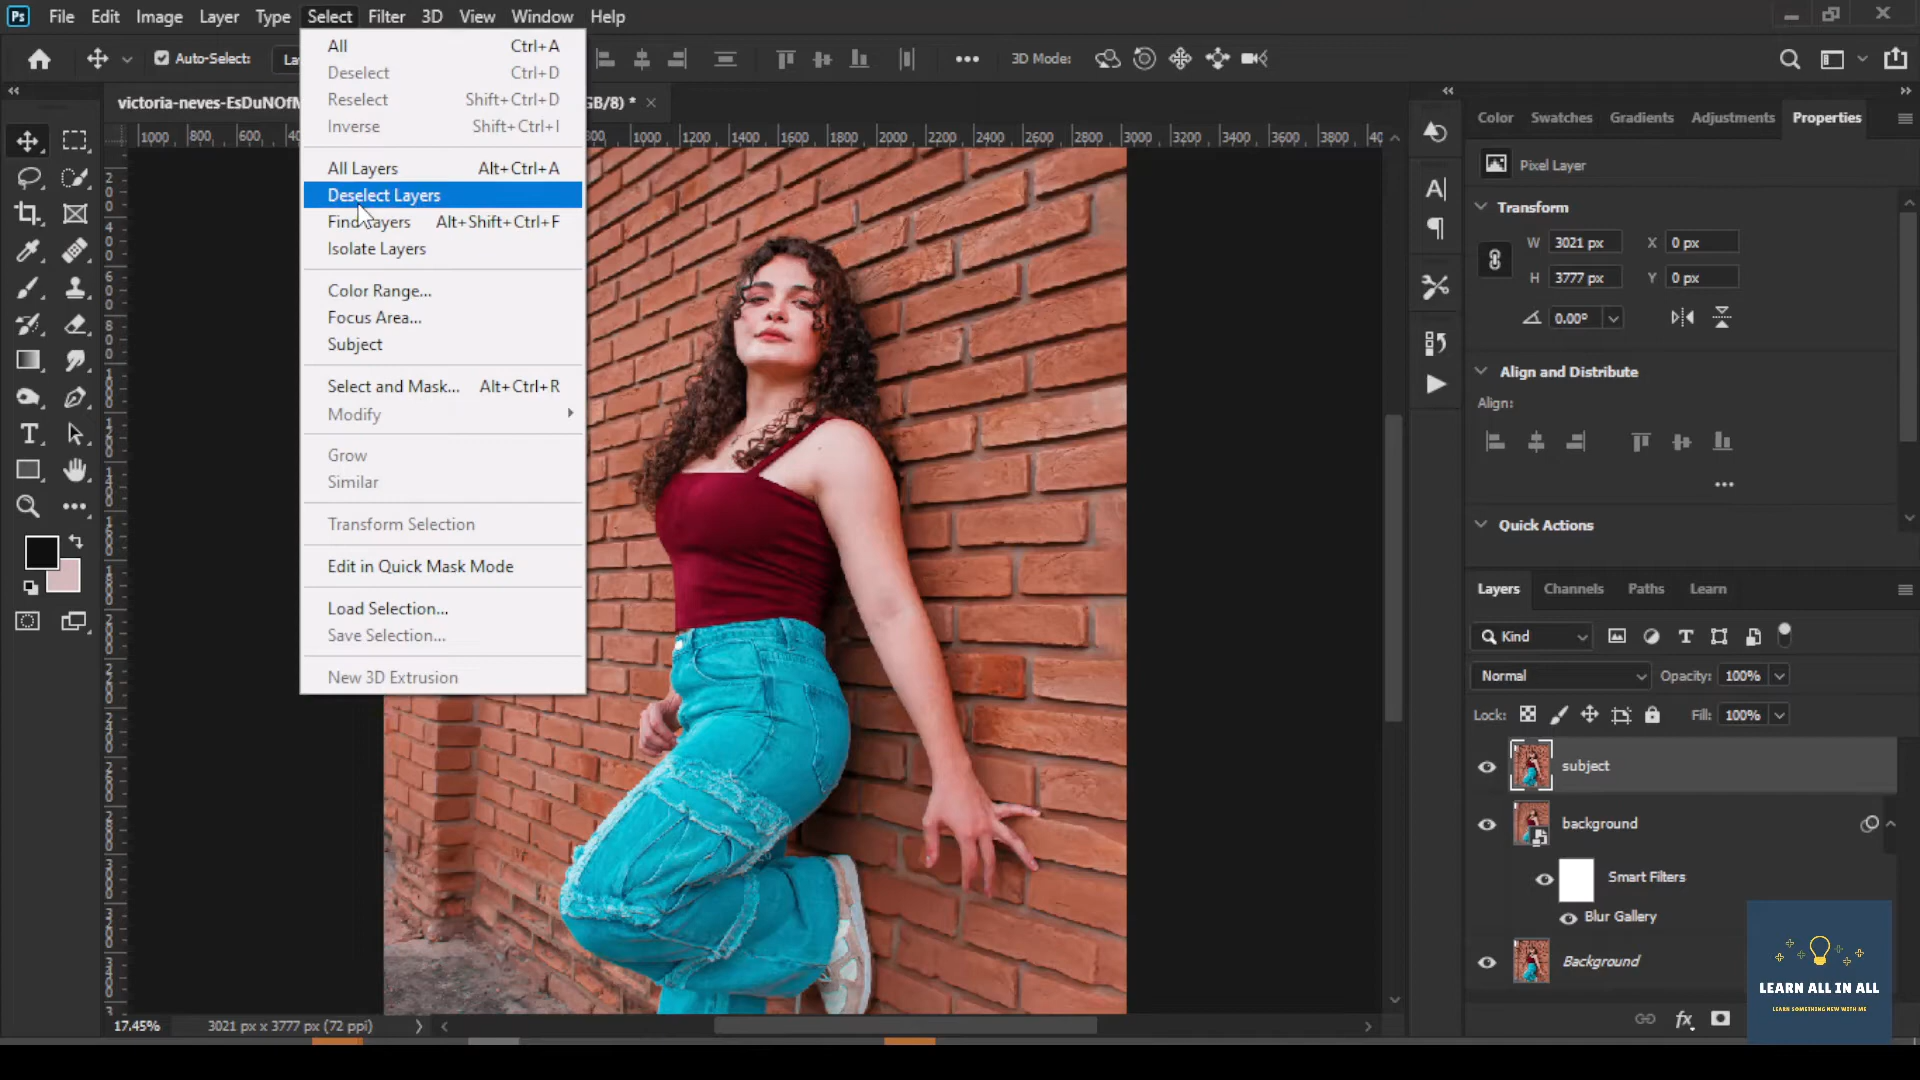 Ps File Edit Image Layer Type Select Filter 3D View Window Help
Auto-Select: 3D Mode:
victoria-neves-EsDuNOfM GB/8) * ×
All Ctrl+A
Deselect Ctrl+D
Reselect Shift+Ctrl+D
Inverse Shift+Ctrl+I
All Layers Alt+Ctrl+A
Deselect Layers
Find Layers Alt+Shift+Ctrl+F
Isolate Layers
Color Range...
Focus Area...
Subject
Select and Mask... Alt+Ctrl+R
Modify
Grow
Similar
Transform Selection
Edit in Quick Mask Mode
Load Selection...
Save Selection...
New 3D Extrusion
1000 800 600 1000 1200 1400 1600 1800 2000 2200 2400 2600 2800 3000 3200 3400 3600 3800
Color Swatches Gradients Adjustments Properties
Pixel Layer
Transform
W 3021 px X 0 px
H 3777 px Y 0 px
0.00°
Align and Distribute
Align:
Quick Actions
Layers Channels Paths Learn
Kind
Normal Opacity: 100%
Lock: Fill: 100%
subject
background
Smart Filters
Blur Gallery
Background
LEARN ALL IN ALL
LEARN SOMETHING NEW WITH ME
17.45% 3021 px x 3777 px (72 ppi)